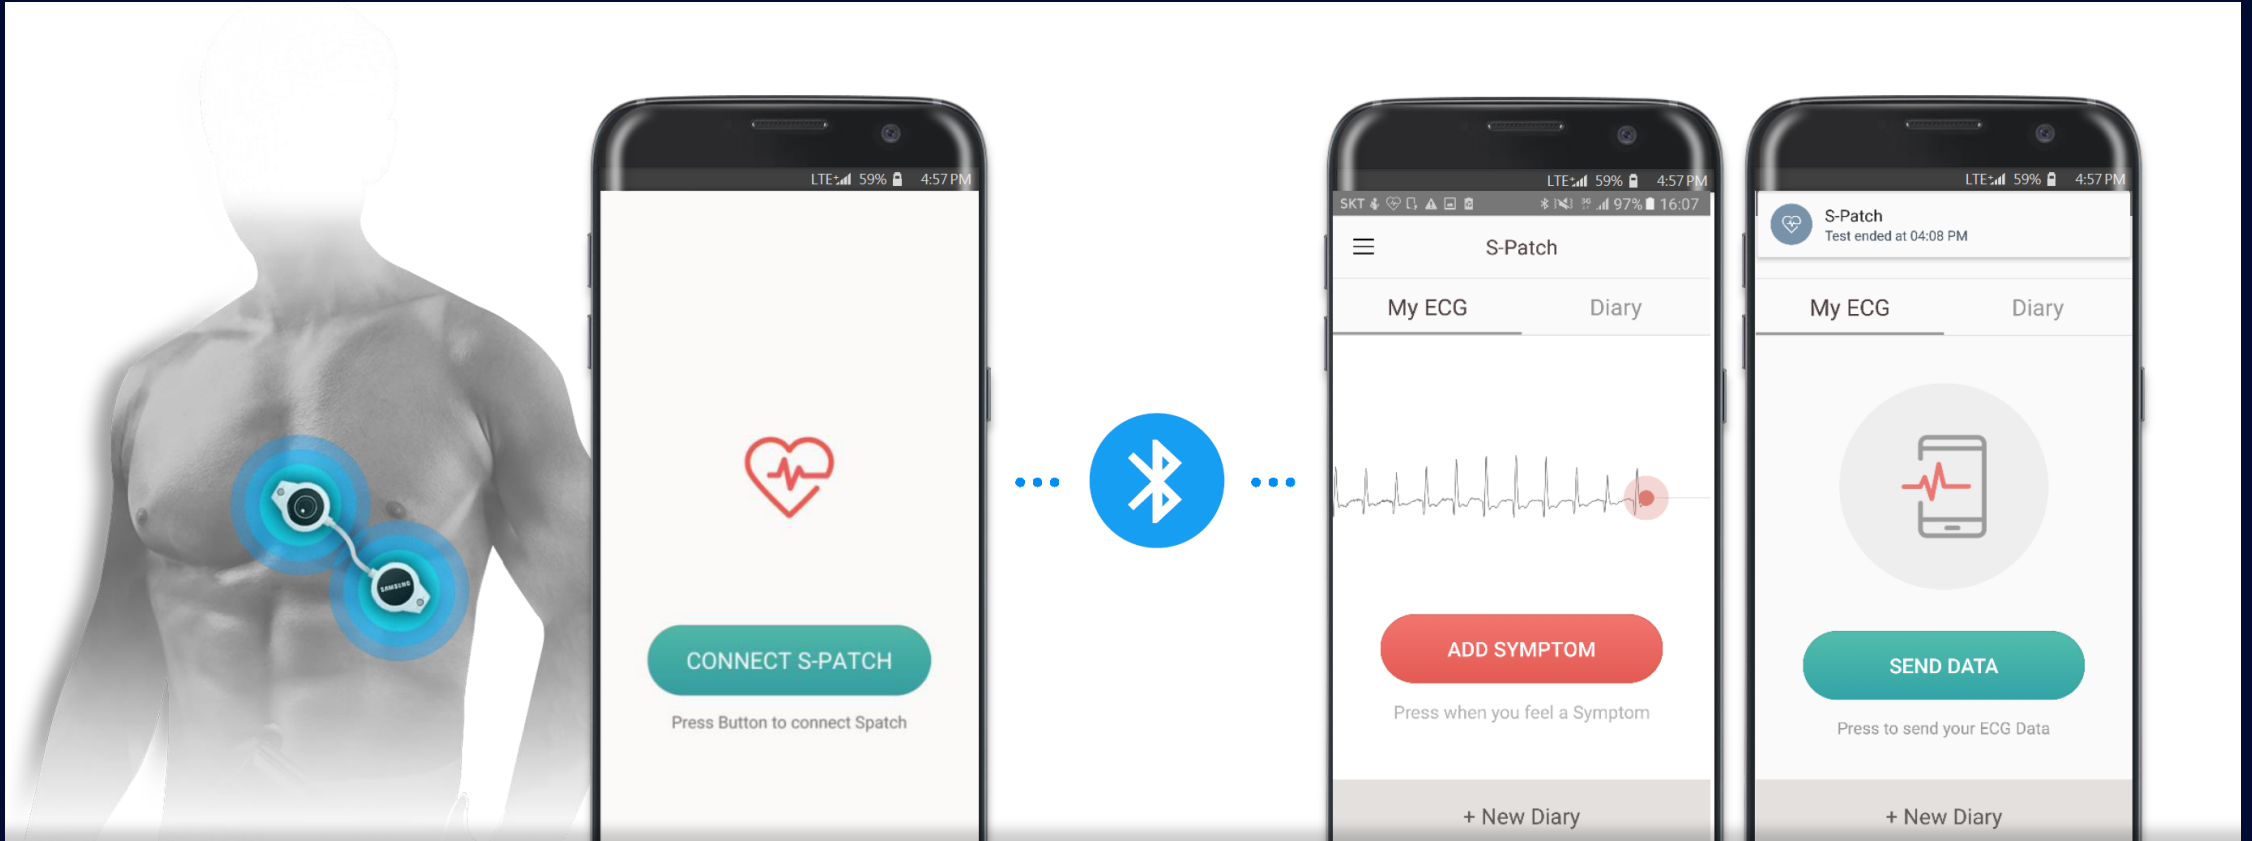 SAMSUNG
LTE 59% 4:57 PM
CONNECT S-PATCH
Press Button to connect Spatch
LTE 59% 4:57 PM
SKT 3G 97% 16:07
S-Patch
My ECG Diary
ADD SYMPTOM
Press when you feel a Symptom
+ New Diary
LTE 59% 4:57 PM
S-Patch
Test ended at 04:08 PM
My ECG Diary
SEND DATA
Press to send your ECG Data
+ New Diary